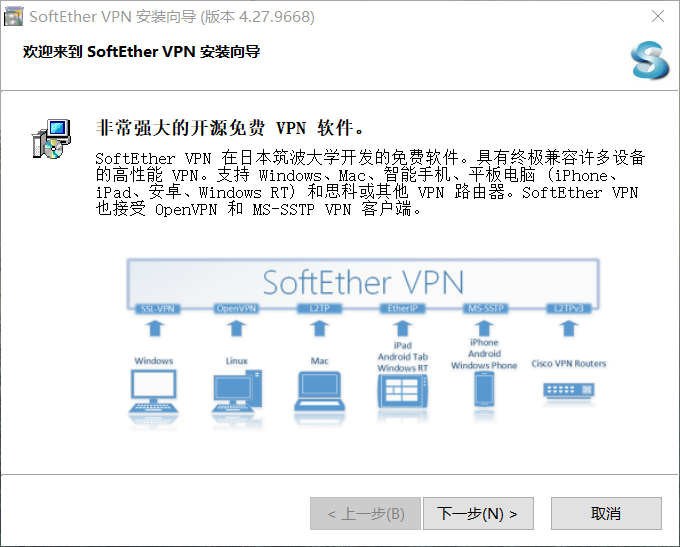 SoftEther VPN 安装向导 (版本 4.27.9668)
欢迎来到 SoftEther VPN 安装向导
非常强大的开源免费 VPN 软件。
SoftEther VPN 在日本筑波大学开发的免费软件。具有终极兼容许多设备
的高性能 VPN。支持 Windows、Mac、智能手机、平板电脑 (iPhone、
iPad、安卓、Windows RT) 和思科或其他 VPN 路由器。SoftEther VPN
也接受 OpenVPN 和 MS-SSTP VPN 客户端。
SoftEther VPN
SSL-VPN OpenVPN L2TP EtherIP MS-SSTP L2TPv3
Windows
Linux
Mac
iPad
Android Tab
Windows RT
iPhone
Android
Windows Phone
Cisco VPN Routers
< 上一步(B) 下一步(N) > 取消